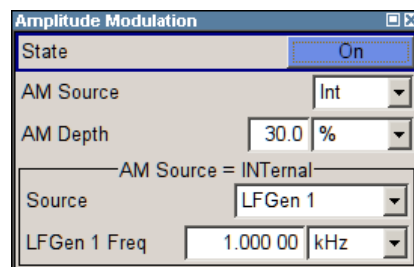 Amplitude Modulation
State On
AM Source Int
AM Depth 30.0 %
AM Source = INTernal
Source LFGen 1
LFGen 1 Freq 1.000 00 kHz